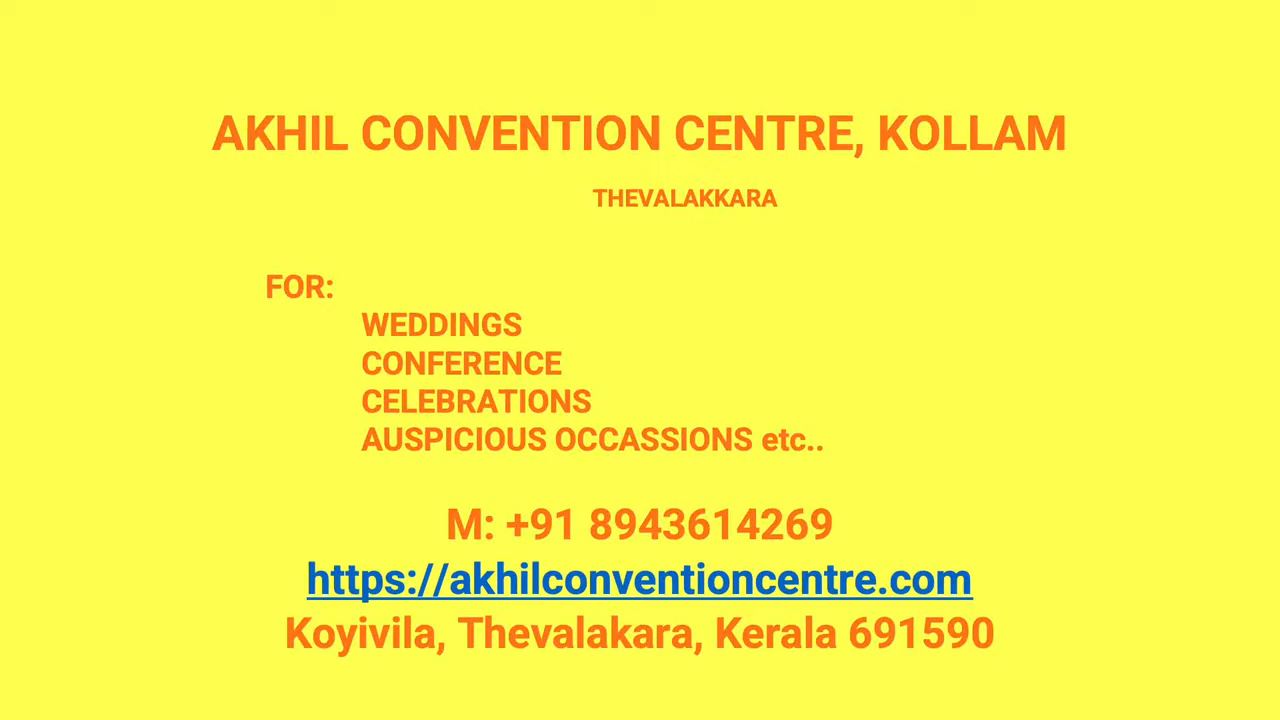 AKHIL CONVENTION CENTRE, KOLLAM
THEVALAKKARA
FOR:
WEDDINGS
CONFERENCE
CELEBRATIONS
AUSPICIOUS OCCASSIONS etc..
M: +91 8943614269
https://akhilconventioncentre.com
Koyivila, Thevalakara, Kerala 691590